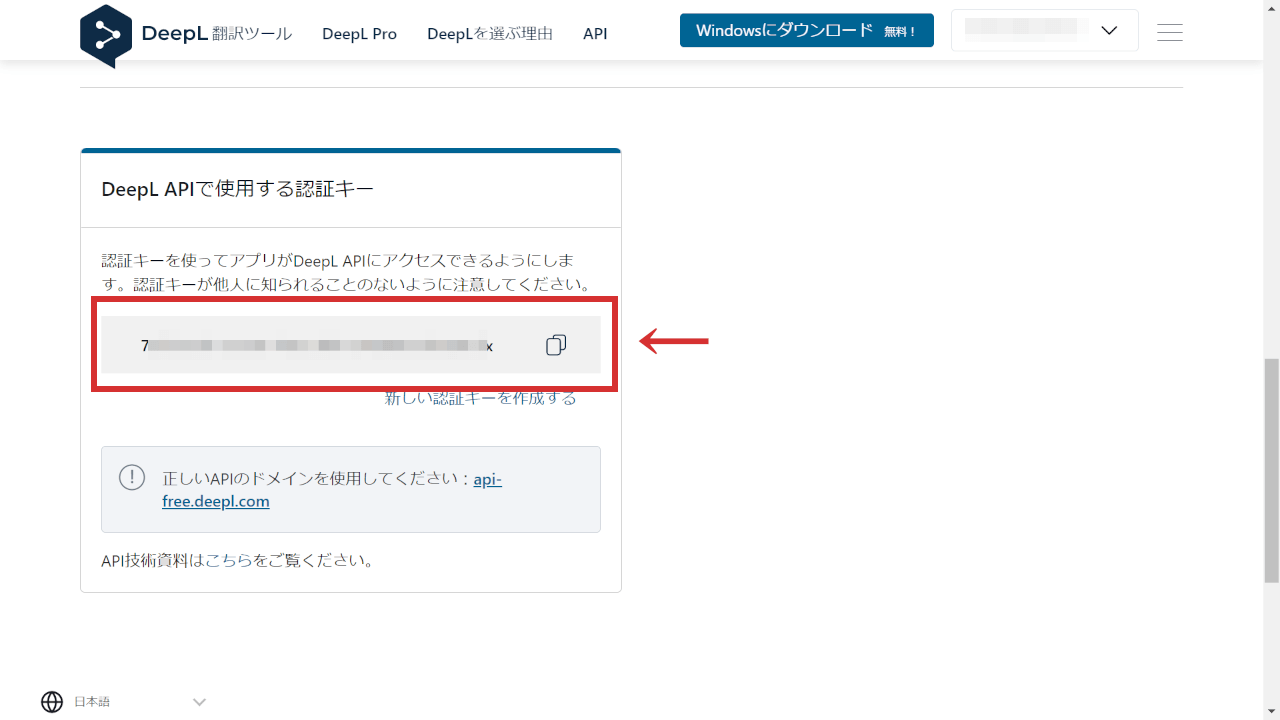 DeepL 翻訳ツール DeepL Pro DeepLを選ぶ理由 API Windowsにダウンロード 無料！
DeepL APIで使用する認証キー
認証キーを使ってアプリがDeepL APIにアクセスできるようにしま
す。認証キーが他人に知られることのないように注意してください。
7 x
新しい認証キーを作成する
正しいAPIのドメインを使用してください：api-
free.deepl.com
API技術資料はこちらをご覧ください。
日本語